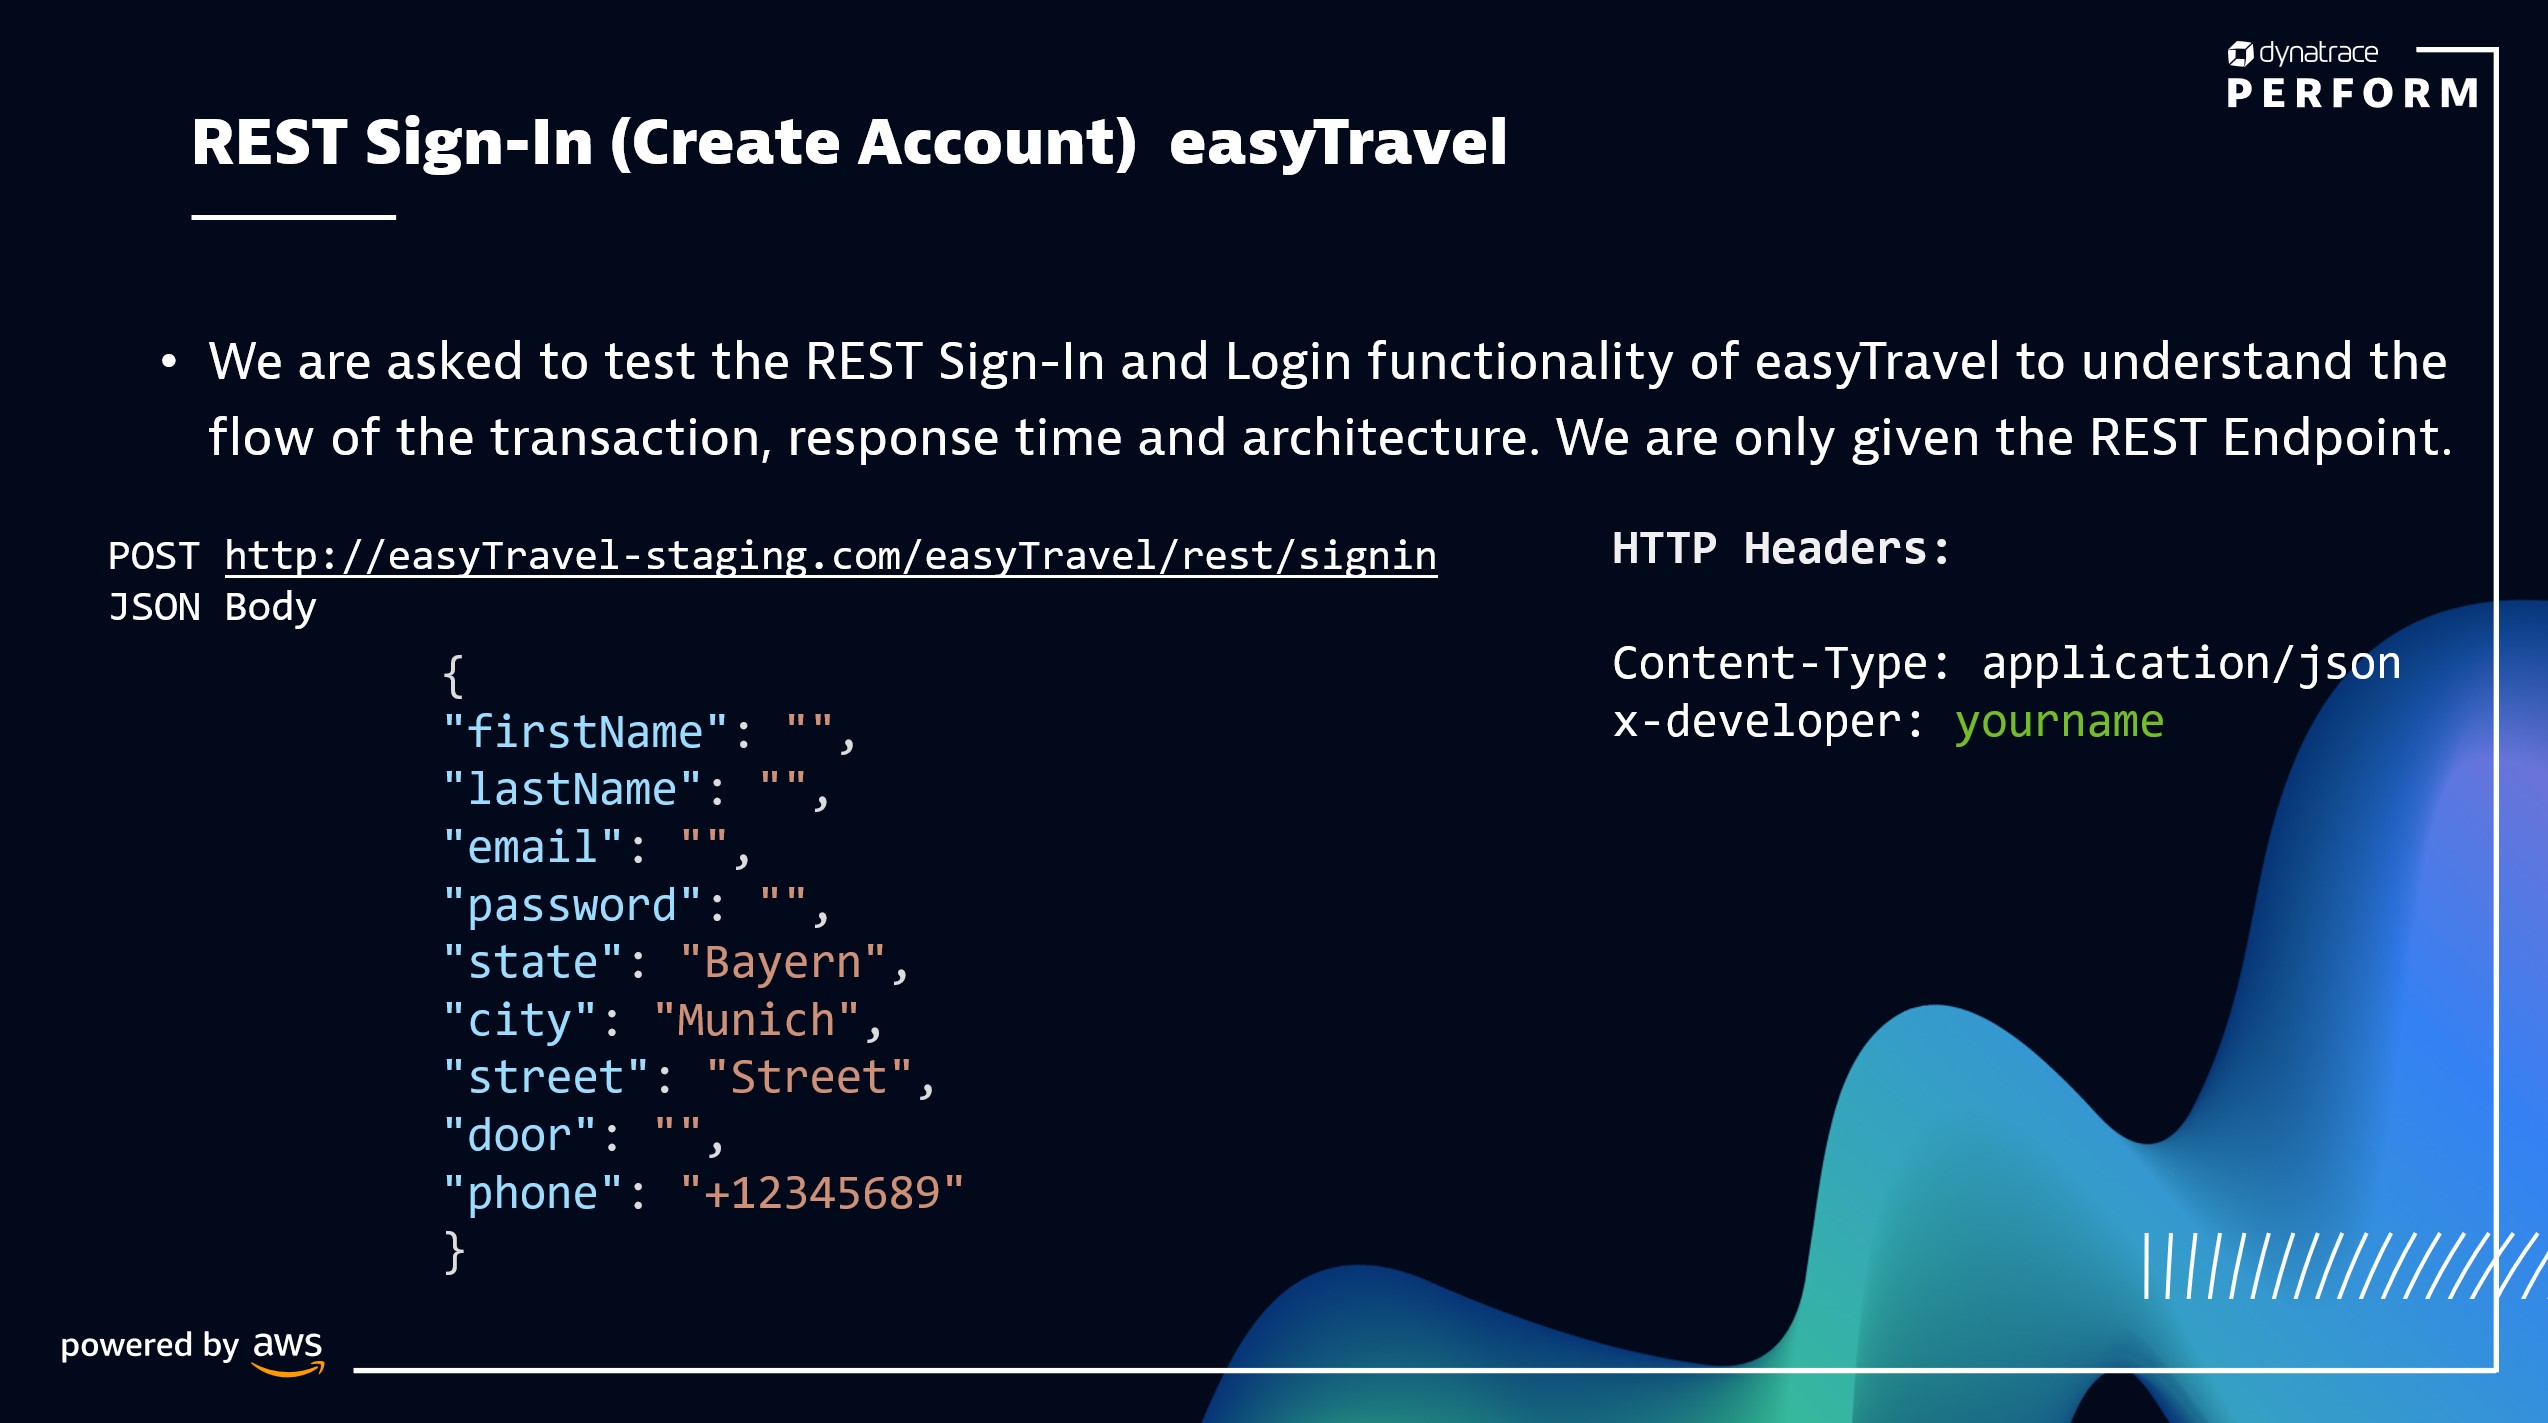 dynatrace
PERFORM
REST Sign-In (Create Account)  easyTravel
• We are asked to test the REST Sign-In and Login functionality of easyTravel to understand the
flow of the transaction, response time and architecture. We are only given the REST Endpoint.
POST http://easyTravel-staging.com/easyTravel/rest/signin
JSON Body
{
"firstName": "",
"lastName": "",
"email": "",
"password": "",
"state": "Bayern",
"city": "Munich",
"street": "Street",
"door": "",
"phone": "+12345689"
}
HTTP Headers:
Content-Type: application/json
x-developer: yourname
powered by aws